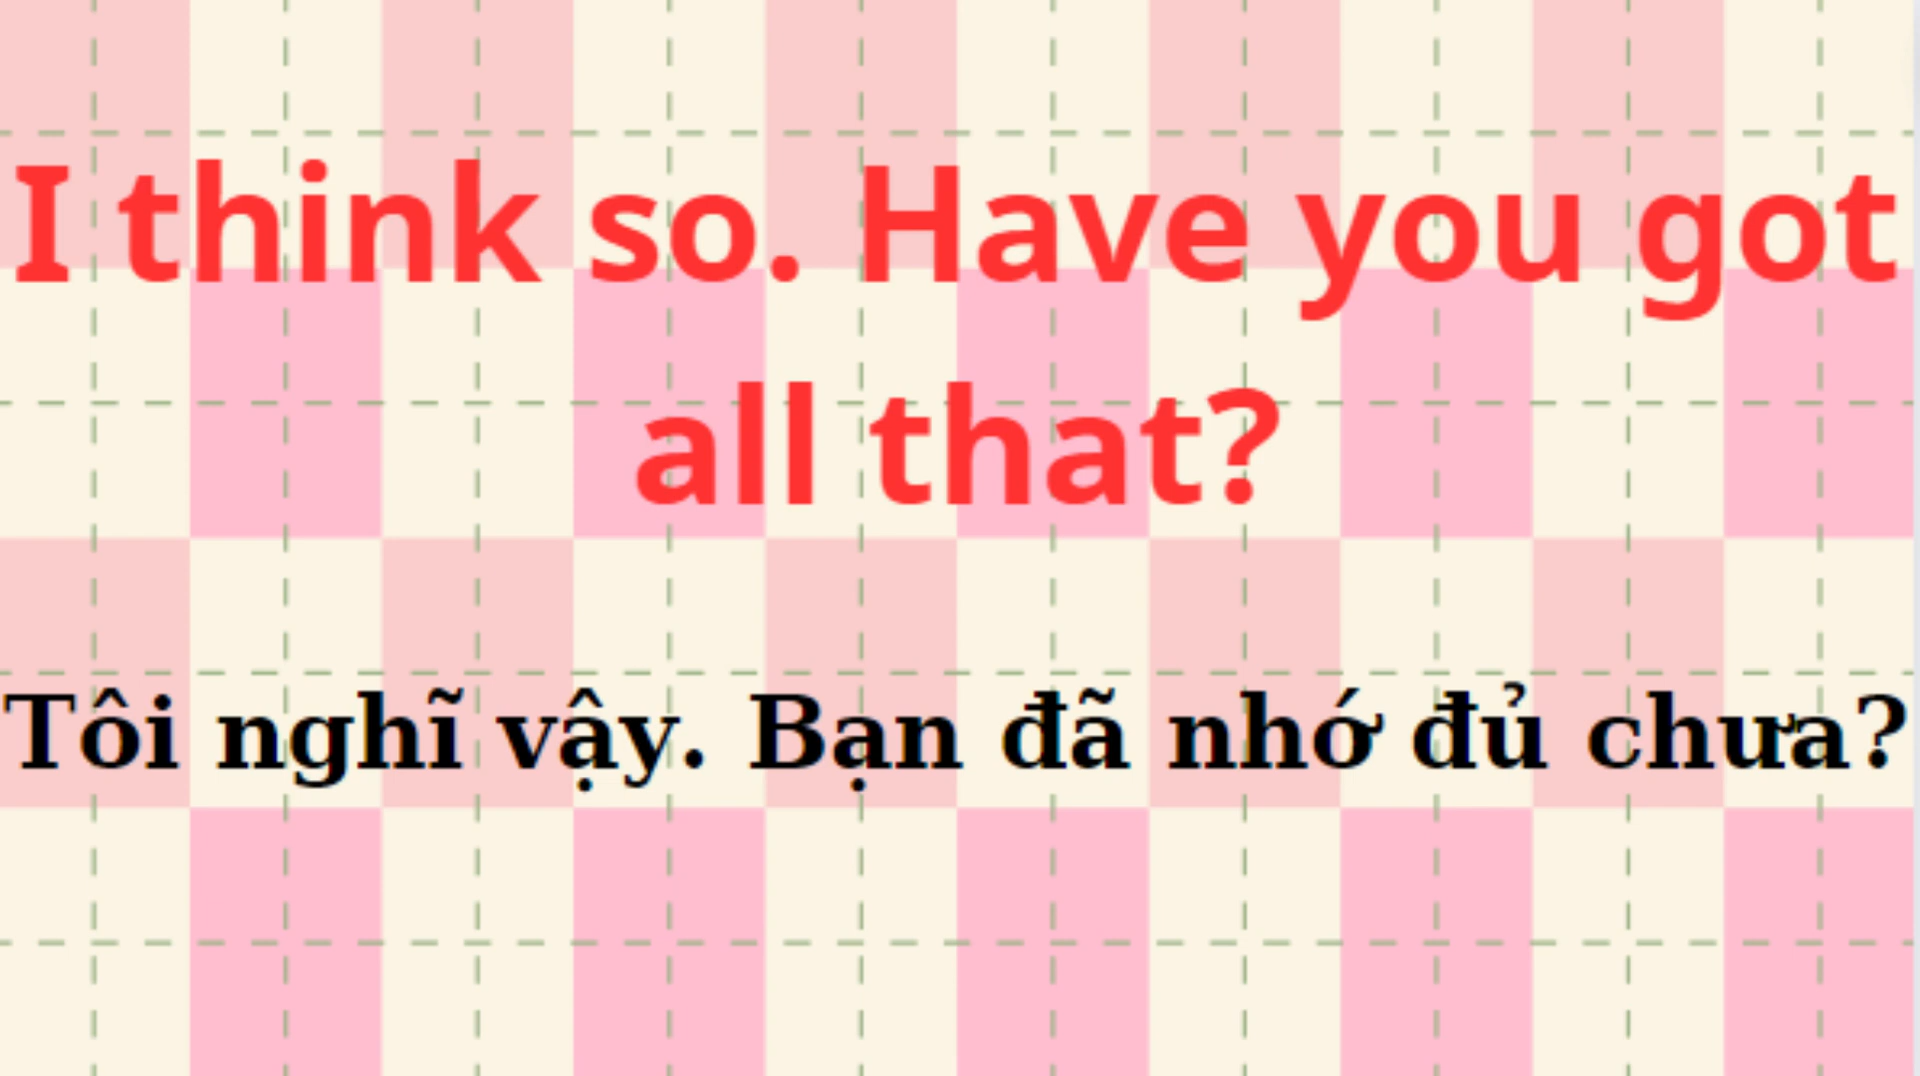 I think so. Have you got
all that?
Tôi nghĩ vậy. Bạn đã nhớ đủ chưa?